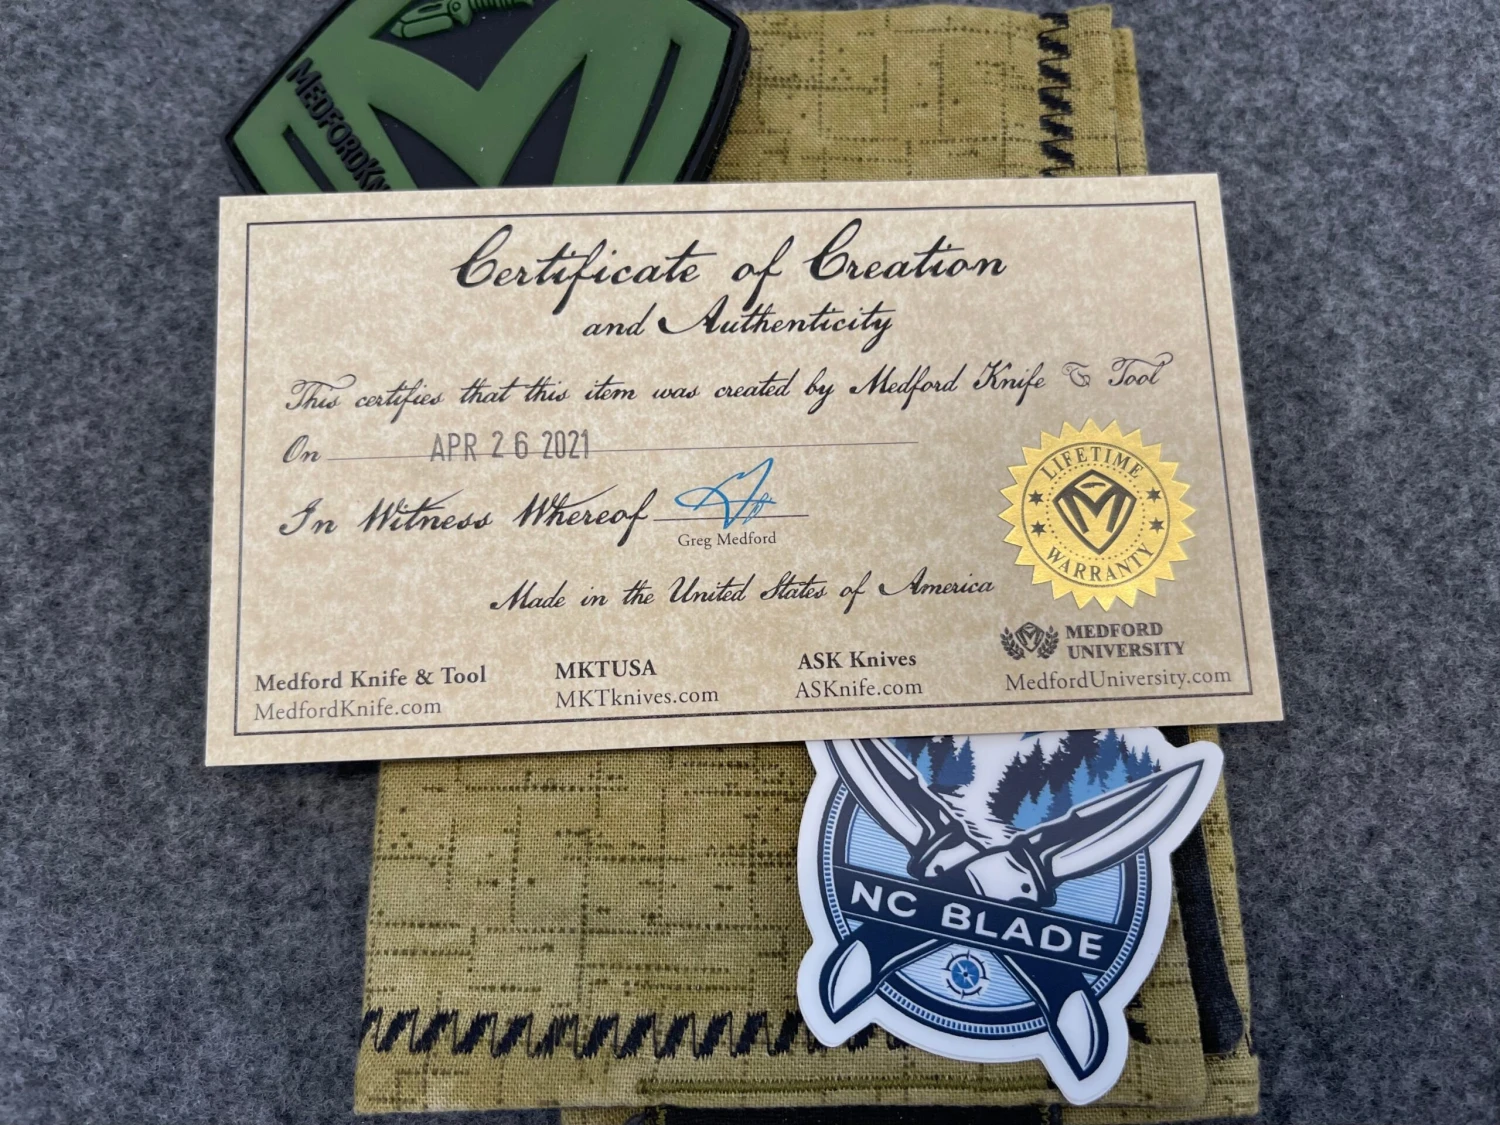 MEDFORDKN
Certificate of Creation
and Authenticity
This certifies that this item was created by Medford Knife & Tool
On APR 26 2021
In Witness Whereof
Greg Medford
LIFETIME
WARRANTY
Made in the United States of America
MEDFORD
UNIVERSITY
MedfordUniversity.com
Medford Knife & Tool
MedfordKnife.com
MKTUSA
MKTknives.com
ASK Knives
ASKnife.com
NC BLADE